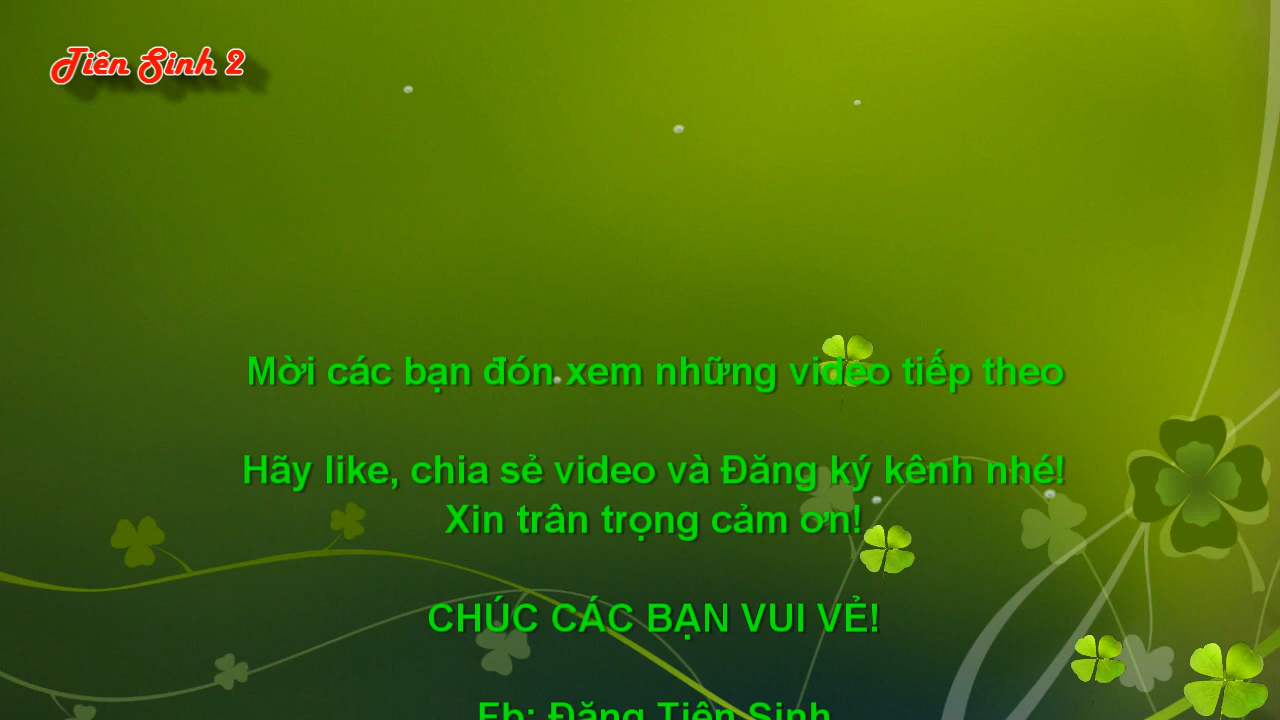 Tiên Sinh 2
Mời các bạn đón xem những video tiếp theo
Hãy like, chia sẻ video và Đăng ký kênh nhé!
Xin trân trọng cảm ơn!
CHÚC CÁC BẠN VUI VẺ!
Fb: Đăng Tiên Sinh